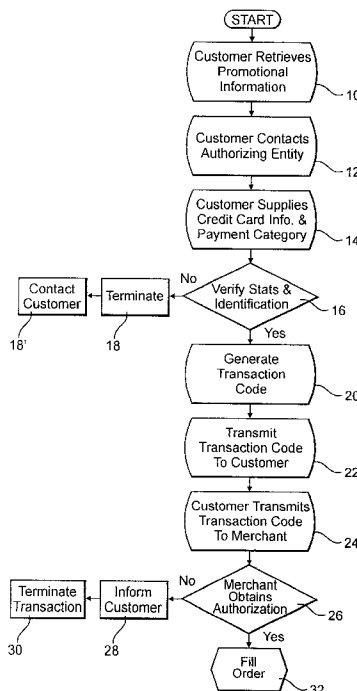 START
Customer Retrieves
Promotional
Information
10
Customer Contacts
Authorizing Entity
12
Customer Supplies
Credit Card Info. &
Payment Category
14
Contact
Customer
18'
Terminate
18
No
Verify Stats &
Identification
16
Yes
Generate
Transaction
Code
20
Transmit
Transaction Code
To Customer
22
Customer Transmits
Transaction Code
To Merchant
24
Terminate
Transaction
30
Inform
Customer
28
No
Merchant
Obtains
Authorization
26
Yes
Fill
Order
32